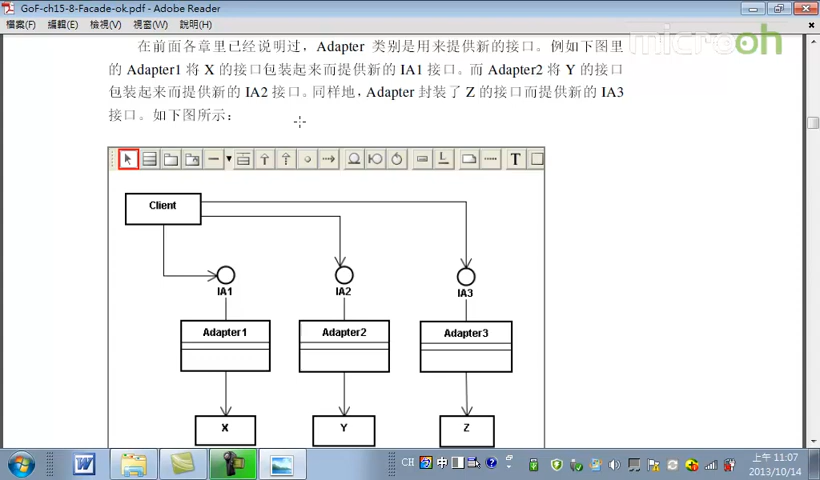 GoF-ch15-8-Facade-ok.pdf - Adobe Reader
檔案(F) 編輯(E) 檢視(V) 視窗(W) 說明(H)
microoh
在前面各章里已经说明过，Adapter 类别是用来提供新的接口。例如下图里
的 Adapter1 将 X 的接口包装起来而提供新的 IA1 接口。而 Adapter2 将 Y 的接口
包装起来而提供新的 IA2 接口。同样地，Adapter 封装了 Z 的接口而提供新的 IA3
接口。如下图所示：
T
Client
IA1 IA2 IA3
Adapter1 Adapter2 Adapter3
X Y Z
CH 中
上午 11:07
2013/10/14